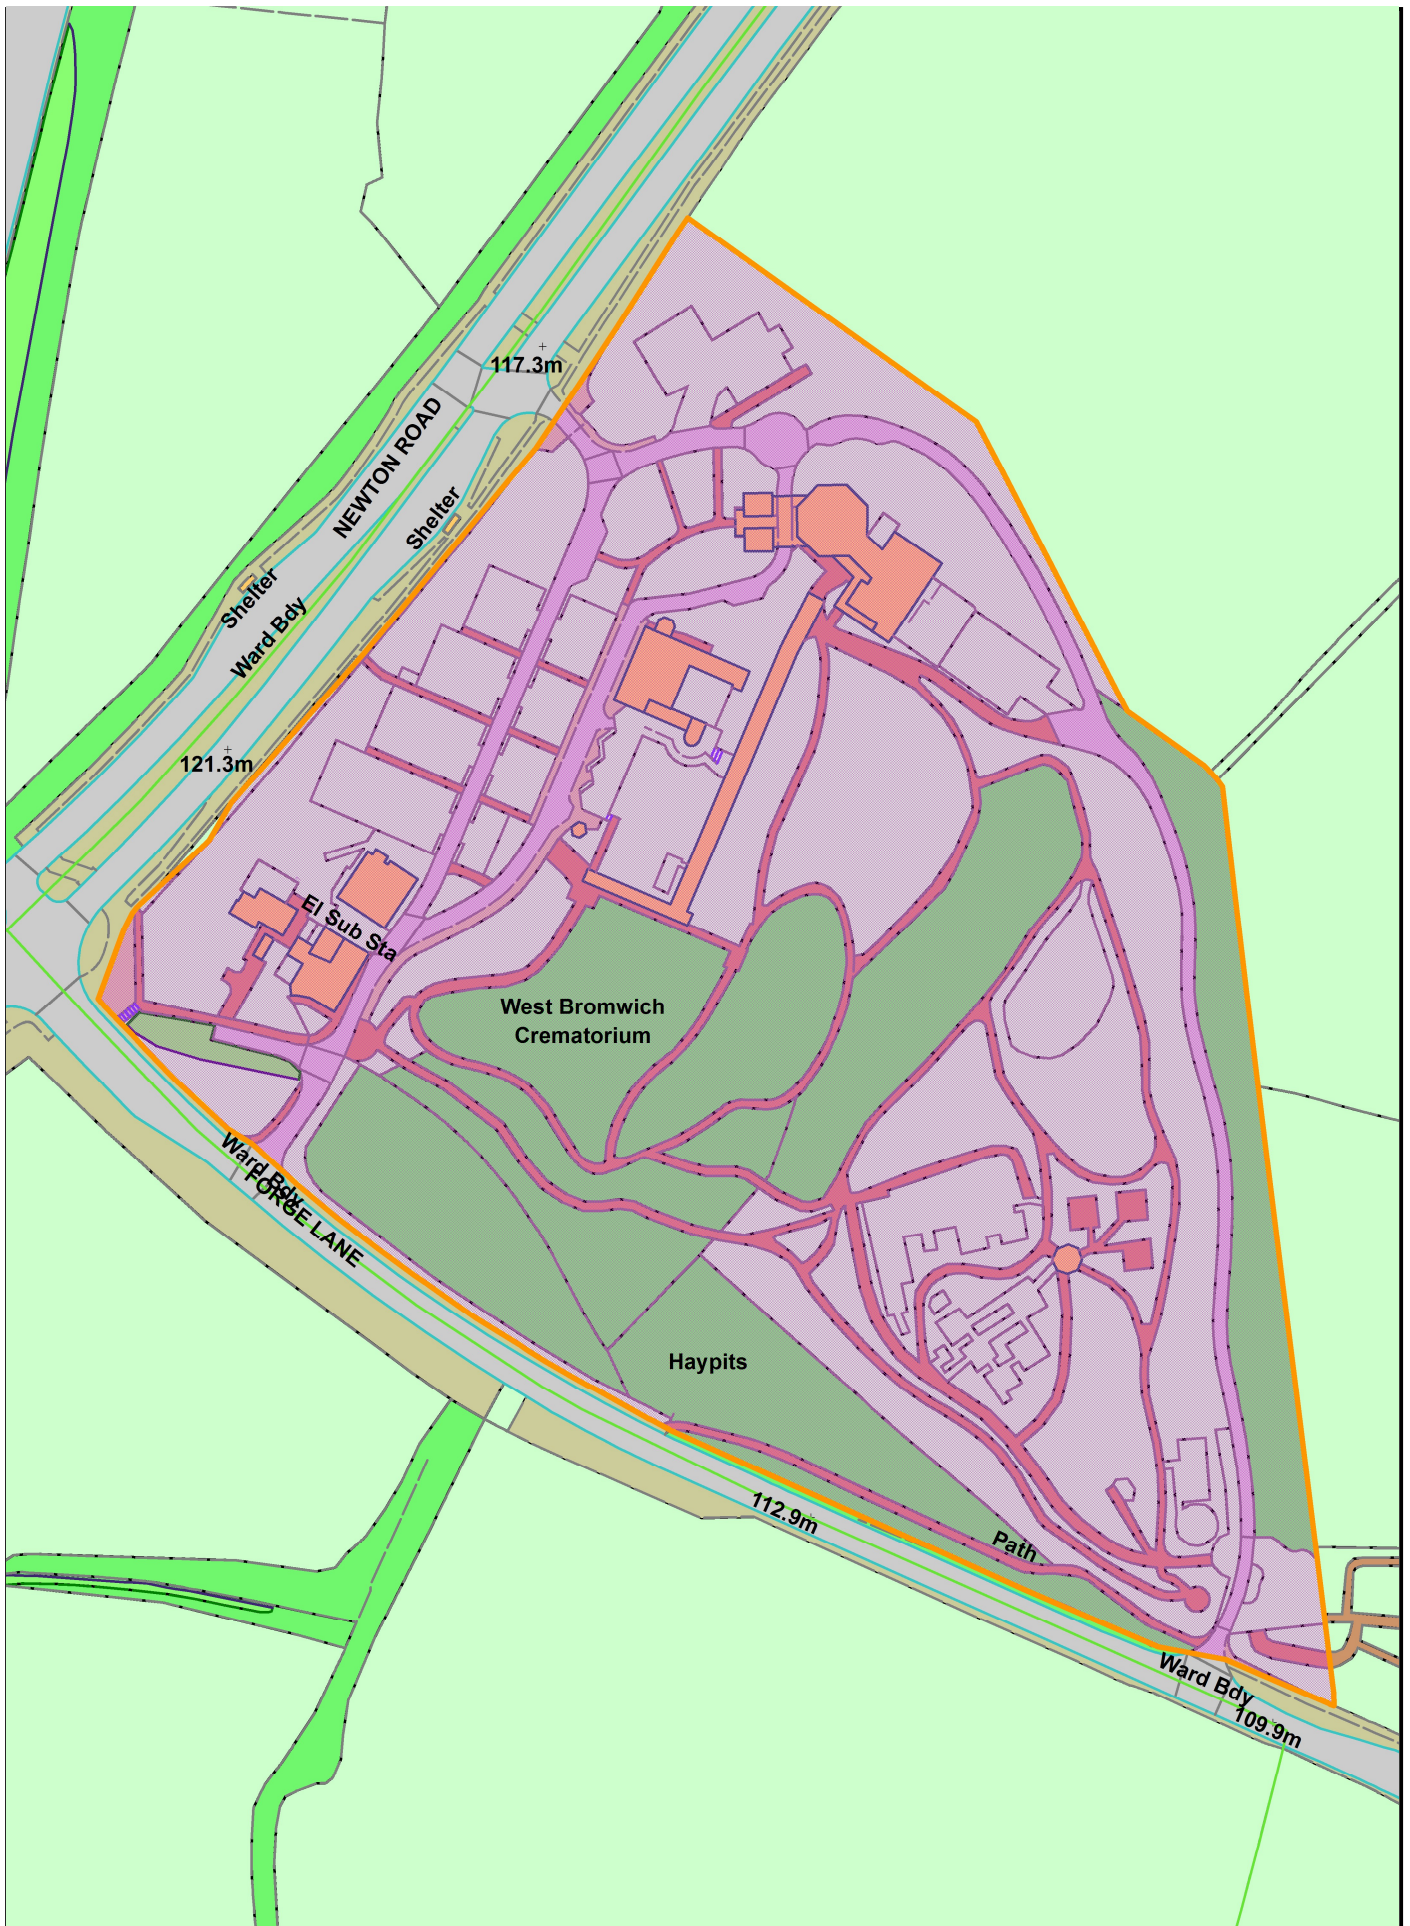 117.3m
NEWTON ROAD
Shelter
Shelter
Ward Bdy
121.3m
El Sub Sta
West Bromwich
Crematorium
Ward Bdy
FORGE LANE
Haypits
112.9m
Path
Ward Bdy
109.9m